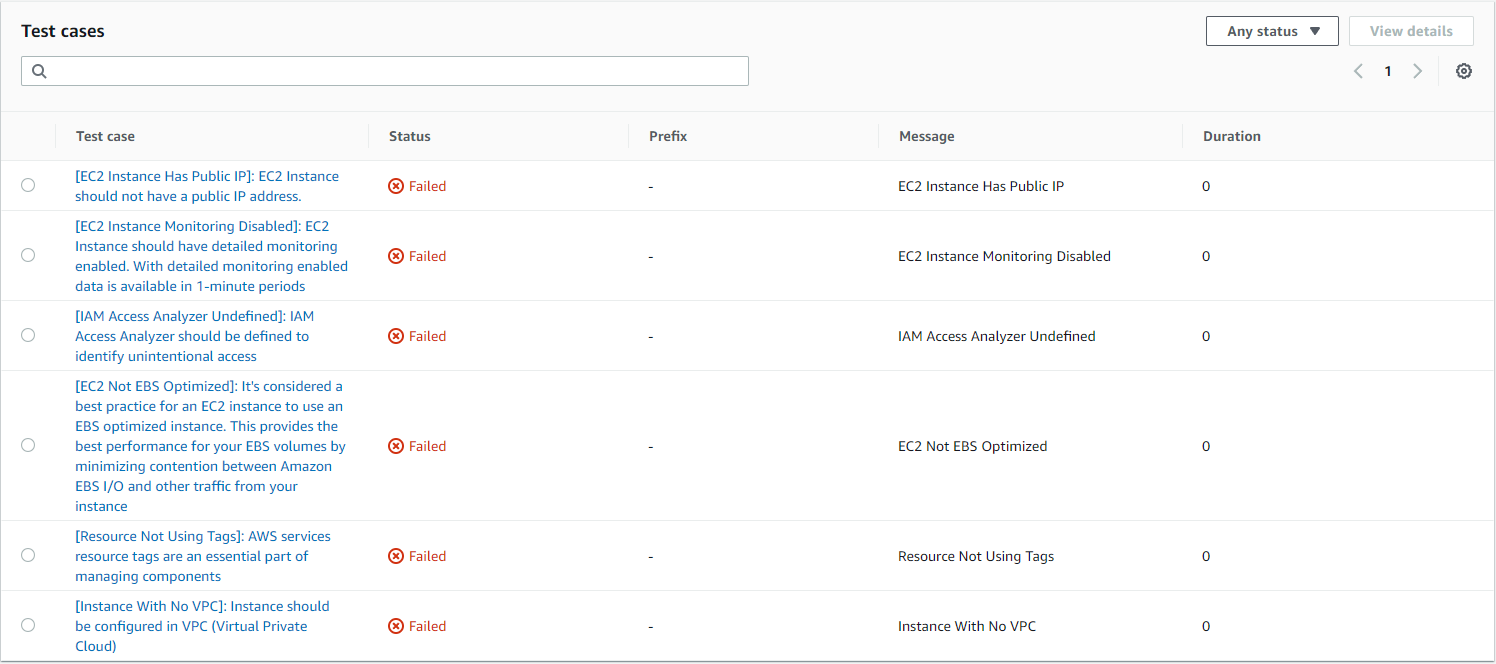 Test cases
Any status
View details
1
Test case Status Prefix Message Duration
[EC2 Instance Has Public IP]: EC2 Instance
should not have a public IP address.
Failed - EC2 Instance Has Public IP 0
[EC2 Instance Monitoring Disabled]: EC2
Instance should have detailed monitoring
enabled. With detailed monitoring enabled
data is available in 1-minute periods
Failed - EC2 Instance Monitoring Disabled 0
[IAM Access Analyzer Undefined]: IAM
Access Analyzer should be defined to
identify unintentional access
Failed - IAM Access Analyzer Undefined 0
[EC2 Not EBS Optimized]: It's considered a
best practice for an EC2 instance to use an
EBS optimized instance. This provides the
best performance for your EBS volumes by
minimizing contention between Amazon
EBS I/O and other traffic from your
instance
Failed - EC2 Not EBS Optimized 0
[Resource Not Using Tags]: AWS services
resource tags are an essential part of
managing components
Failed - Resource Not Using Tags 0
[Instance With No VPC]: Instance should
be configured in VPC (Virtual Private
Cloud)
Failed - Instance With No VPC 0